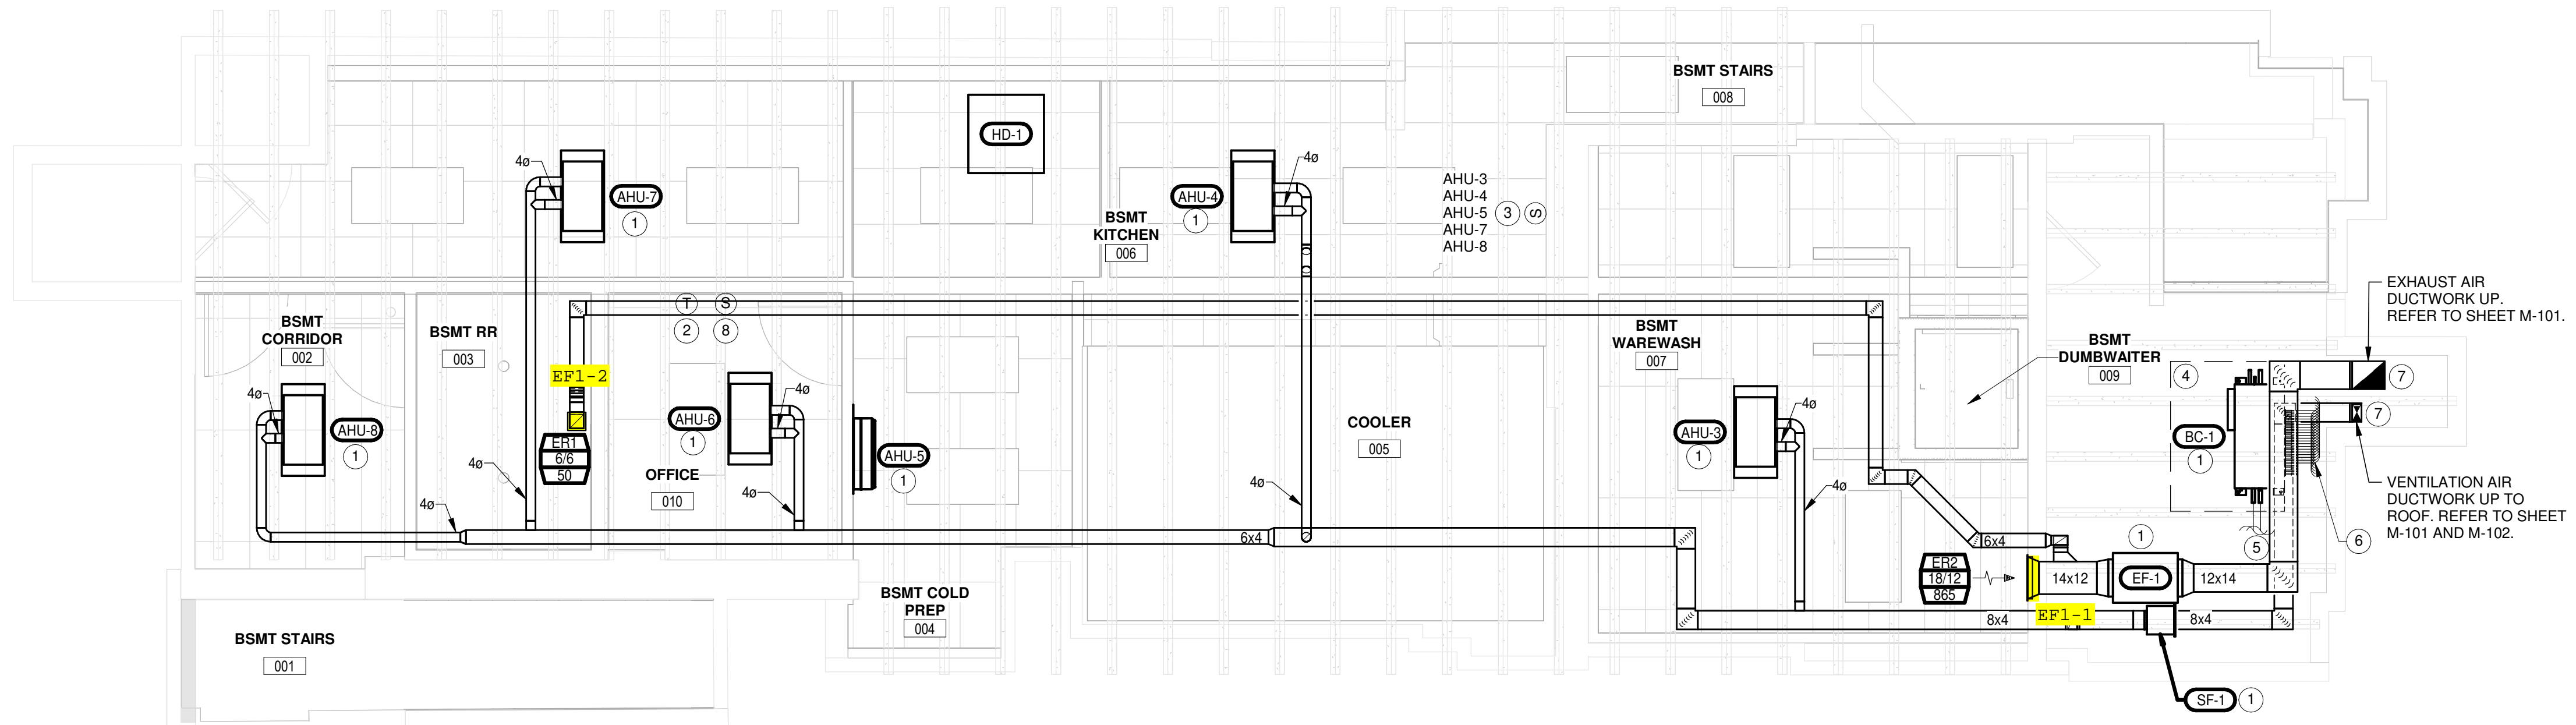 BSMT STAIRS
008
HD-1
4ø
AHU-7
1
AHU-4
1
4ø
BSMT
KITCHEN
006
AHU-3
AHU-4
AHU-5
AHU-7
AHU-8
3
S
EXHAUST AIR
DUCTWORK UP.
REFER TO SHEET M-101.
BSMT
CORRIDOR
002
BSMT RR
003
T
S
2
8
BSMT
WAREWASH
007
BSMT
DUMBWAITER
009
4
7
7
EF1-2
4ø
AHU-8
1
ER1
6/6
50
4ø
AHU-6
1
4ø
OFFICE
010
4ø
AHU-5
1
COOLER
005
4ø
AHU-3
1
4ø
4ø
BC-1
1
VENTILATION AIR
DUCTWORK UP TO
ROOF. REFER TO SHEET
M-101 AND M-102.
4ø
6x4
6x4
1
5
6
ER2
18/12
865
14x12
EF-1
12x14
EF1-1
8x4
8x4
BSMT COLD
PREP
004
BSMT STAIRS
001
SF-1
1